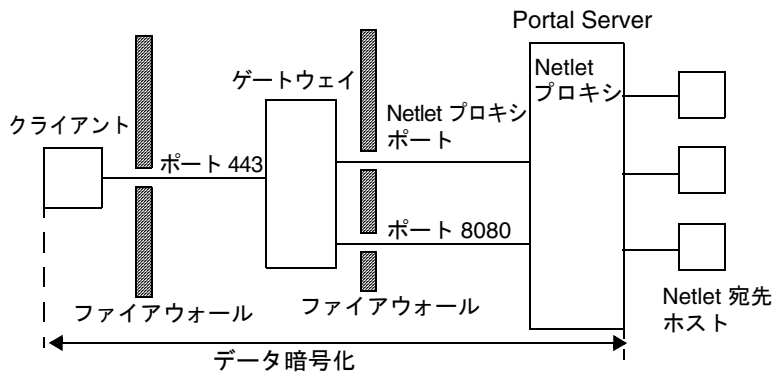 Portal Server
Netlet
プロキシ
ゲートウェイ
Netlet プロキシ
ポート
クライアント
ポート 443
ポート 8080
ファイアウォール
ファイアウォール
Netlet 宛先
ホスト
データ暗号化